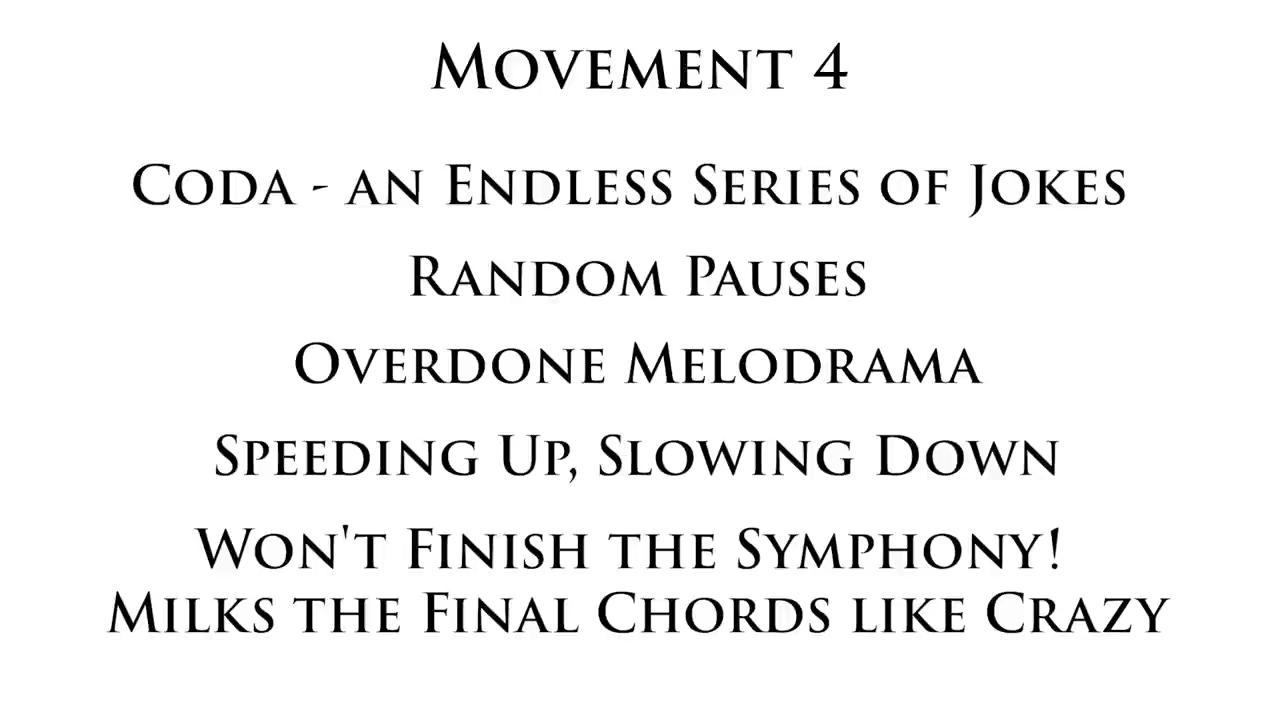 Movement 4
Coda - an Endless Series of Jokes
Random Pauses
Overdone Melodrama
Speeding Up, Slowing Down
Won't Finish the Symphony!
Milks the Final Chords like Crazy